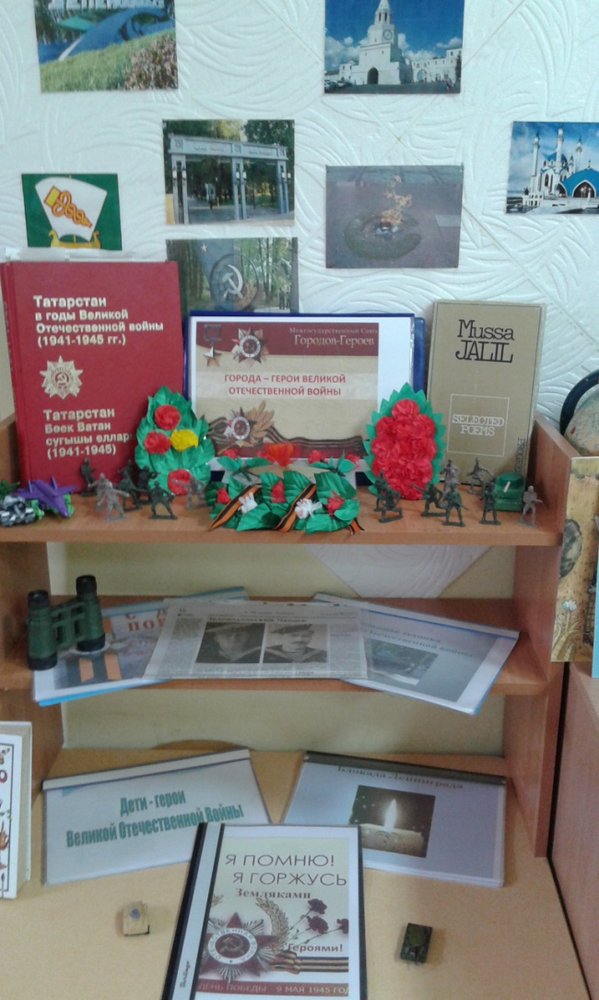 Татарстан
в годы Великой
Отечественной войны
(1941-1945 гг.)
Татарстан
Бөек Ватан
сугышы еллары
(1941-1945)
Межгосударственный Союз
Городов-Героев
ГОРОДА – ГЕРОИ ВЕЛИКОЙ
ОТЕЧЕСТВЕННОЙ ВОЙНЫ
Mussa
JALIL
SELECTED
POEMS
Дети - герои
Великой Отечественной Войны
Блокада Ленинграда
Я ПОМНЮ!
Я ГОРЖУСЬ
Земляками
Героями!
ДЕНЬ ПОБЕДЫ - 9 МАЯ 1945 ГОД